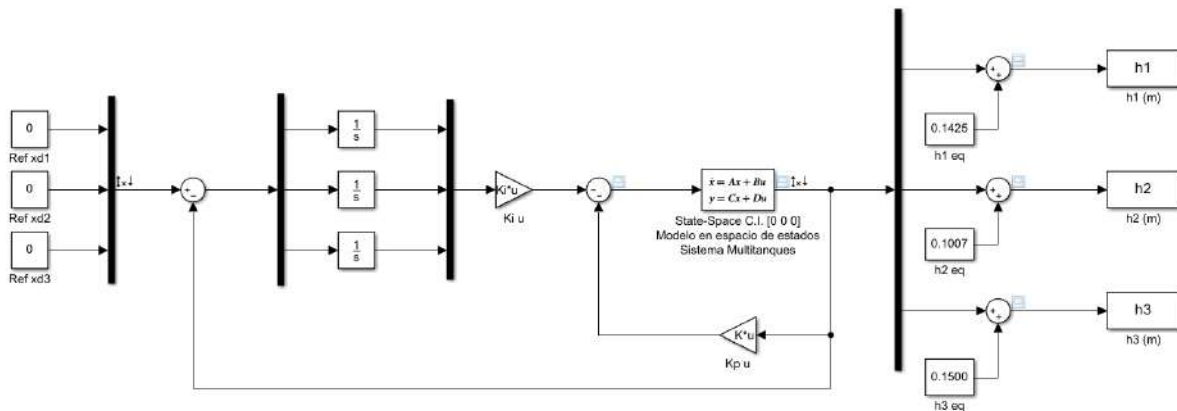 0
Ref xd1
0
Ref xd2
0
Ref xd3
1
s
1
s
1
s
Ki*u
Ki u
ẋ = Ax + Bu
y = Cx + Du
State-Space C.I. [0 0 0]
Modelo en espacio de estados
Sistema Multitanques
K*u
Kp u
h1
h1 (m)
0.1425
h1 eq
h2
h2 (m)
0.1007
h2 eq
h3
h3 (m)
0.1500
h3 eq